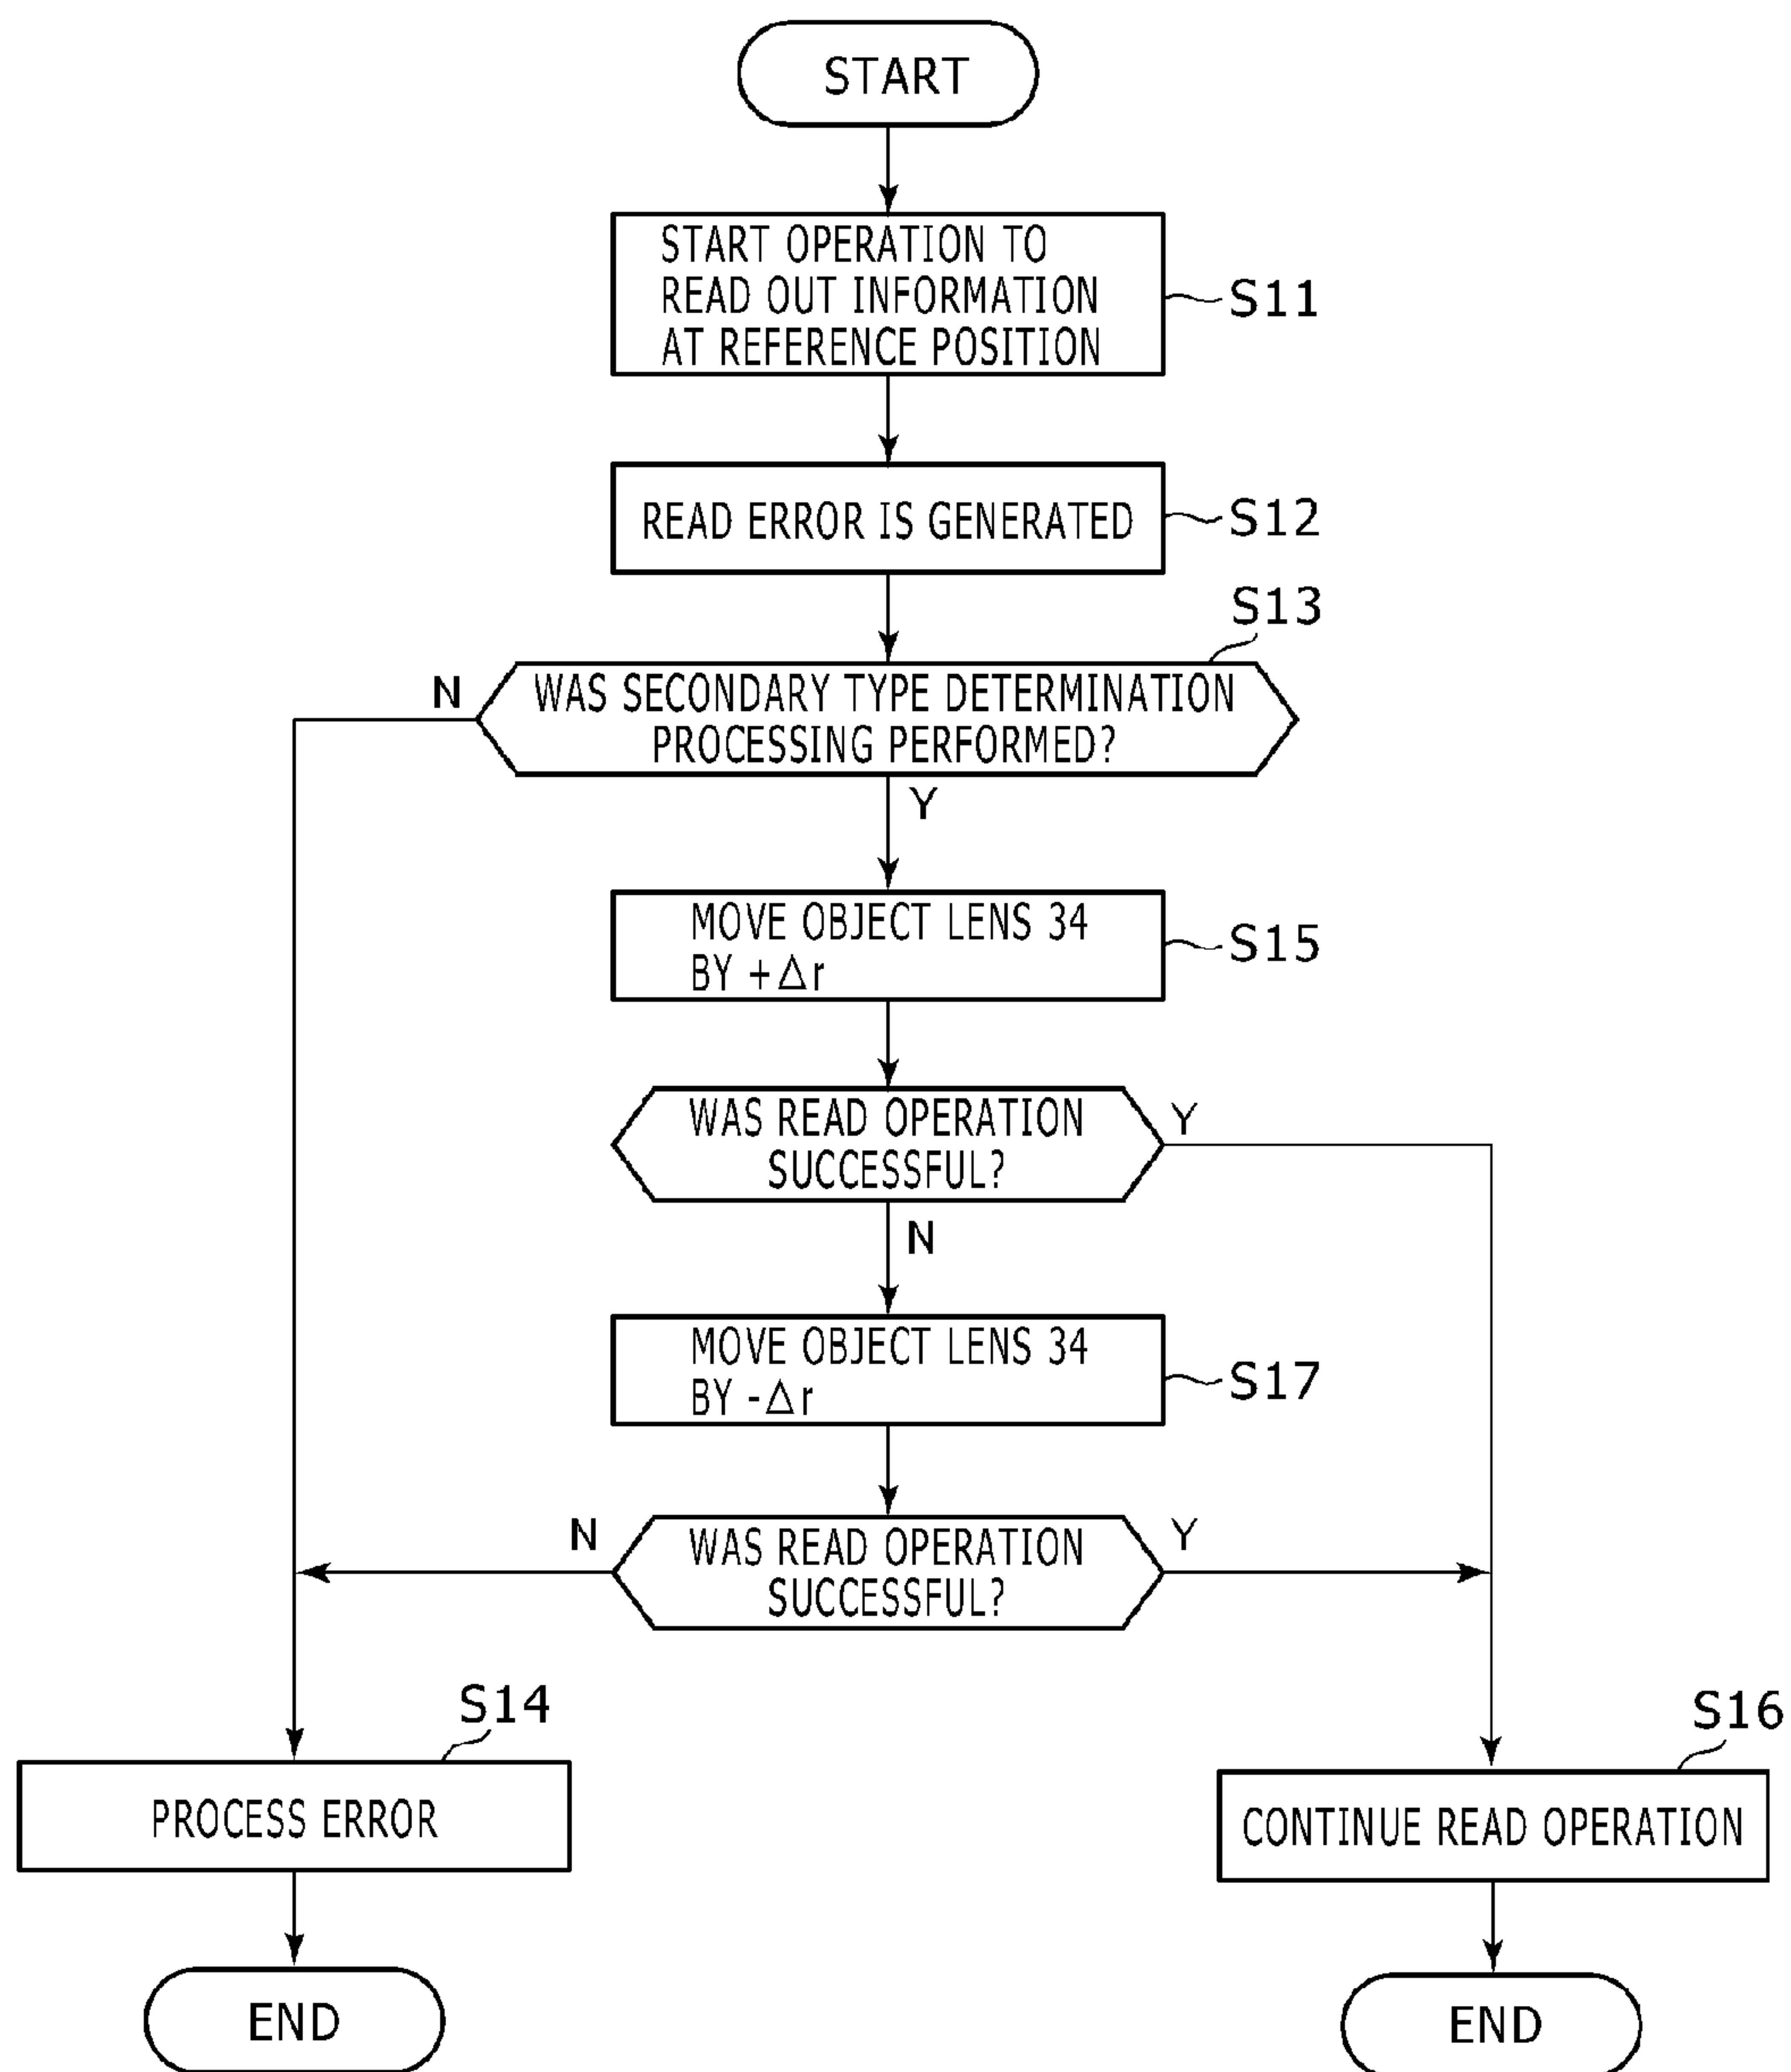 START
START OPERATION TO
READ OUT INFORMATION
AT REFERENCE POSITION
S11
READ ERROR IS GENERATED
S12
S13
N
WAS SECONDARY TYPE DETERMINATION
PROCESSING PERFORMED?
Y
MOVE OBJECT LENS 34
BY +△r
S15
WAS READ OPERATION
SUCCESSFUL?
Y
N
MOVE OBJECT LENS 34
BY -△r
S17
N
WAS READ OPERATION
SUCCESSFUL?
Y
S14
PROCESS ERROR
S16
CONTINUE READ OPERATION
END
END